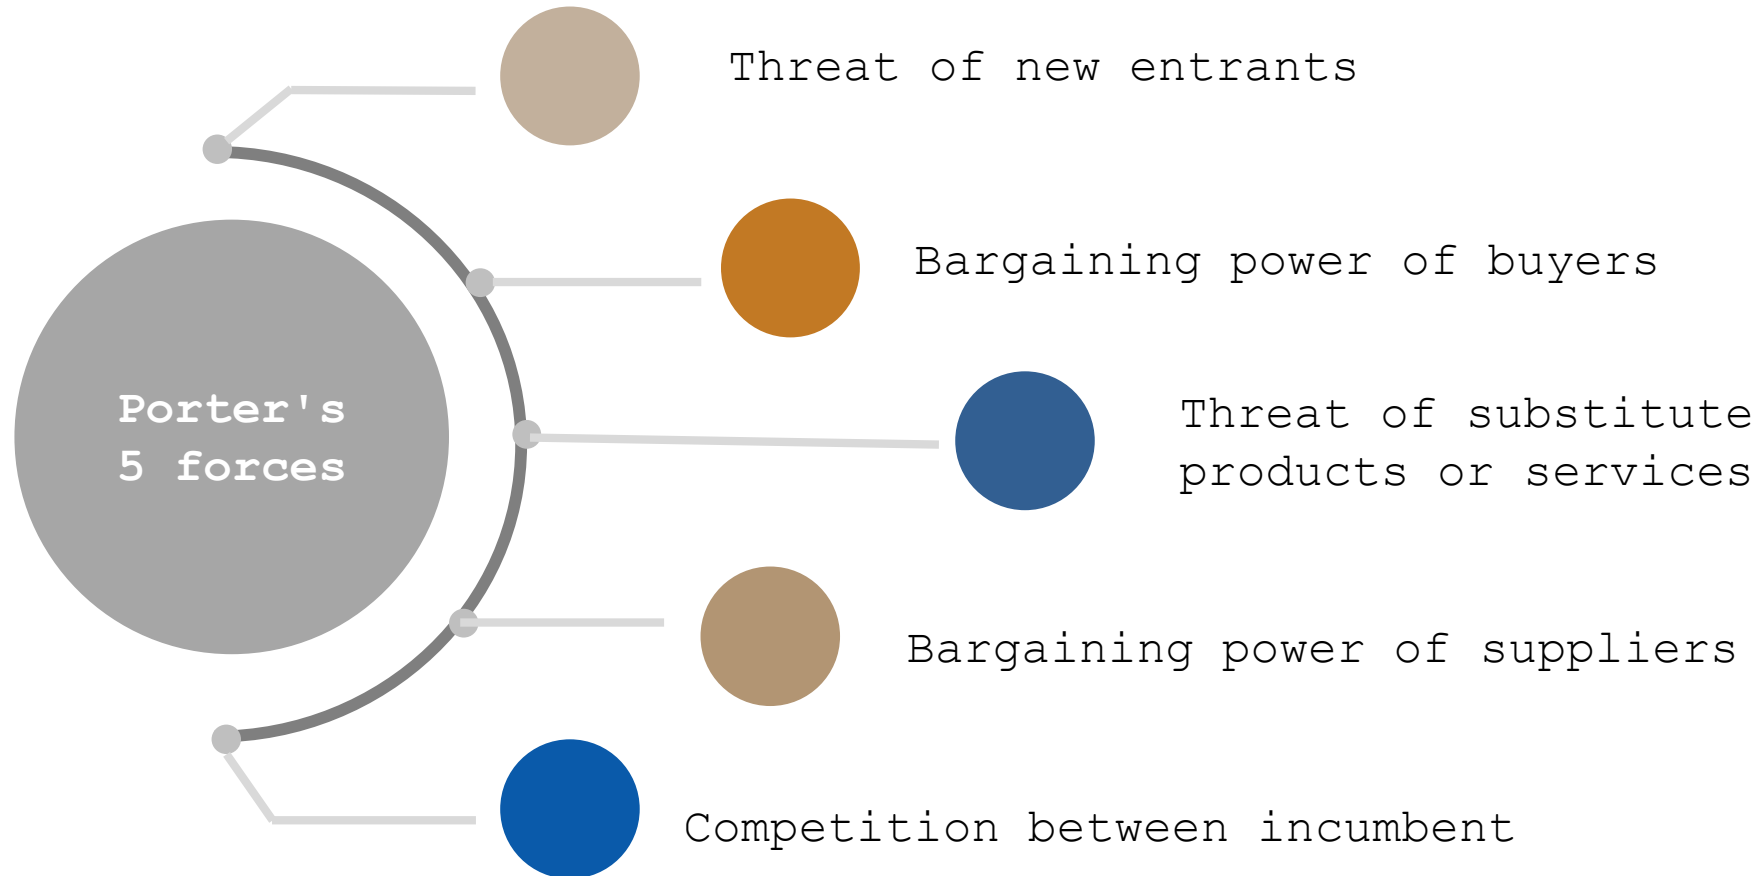 Threat of new entrants
Bargaining power of buyers
Porter's
5 forces
Threat of substitute
products or services
Bargaining power of suppliers
Competition between incumbent